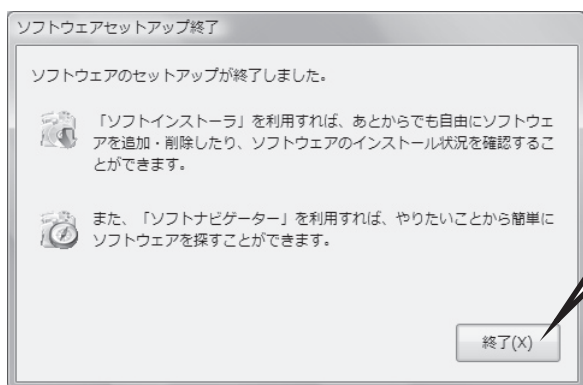 ソフトウェアセットアップ終了
ソフトウェアのセットアップが終了しました。
「ソフトインストーラ」を利用すれば、あとからでも自由にソフトウェ
アを追加・削除したり、ソフトウェアのインストール状況を確認するこ
とができます。
また、「ソフトナビゲーター」を利用すれば、やりたいことから簡単に
ソフトウェアを探すことができます。
終了(X)